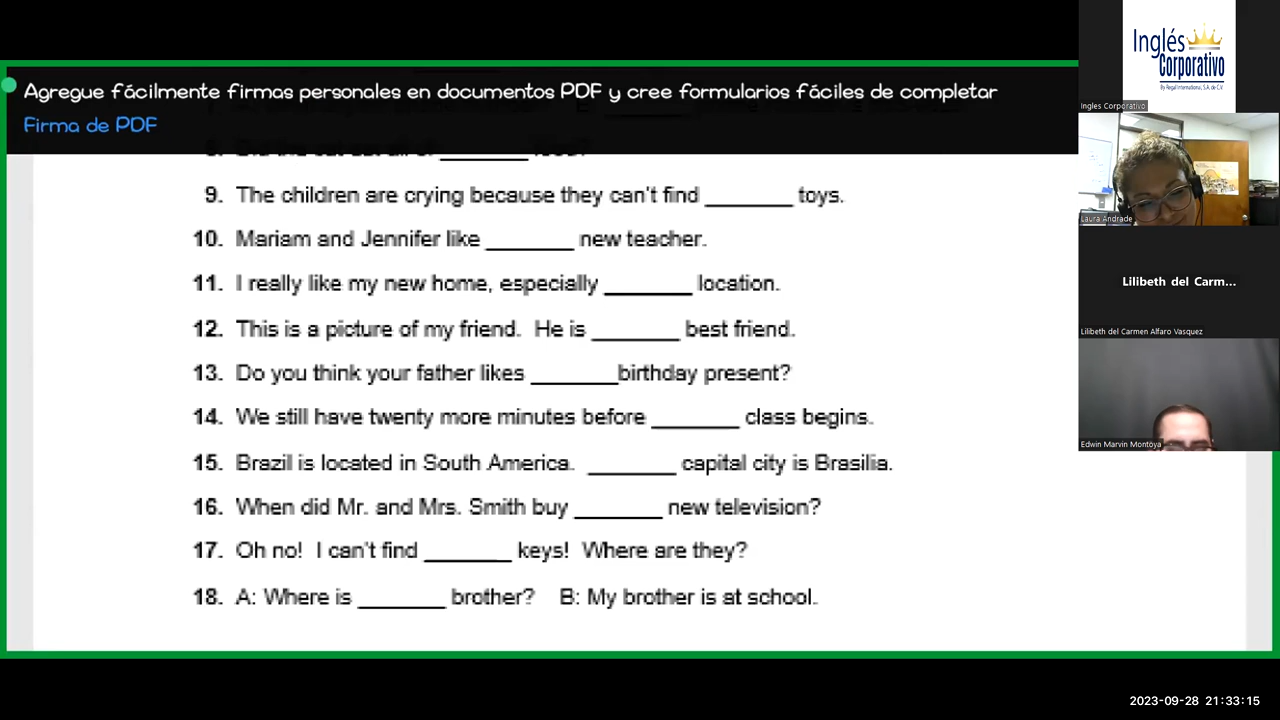 Agregue fácilmente firmas personales en documentos PDF y cree formularios fáciles de completar
Firma de PDF
9. The children are crying because they can't find ________ toys.
10. Mariam and Jennifer like ________ new teacher.
11. I really like my new home, especially ________ location.
12. This is a picture of my friend. He is ________ best friend.
13. Do you think your father likes ________birthday present?
14. We still have twenty more minutes before ________ class begins.
15. Brazil is located in South America. ________ capital city is Brasilia.
16. When did Mr. and Mrs. Smith buy ________ new television?
17. Oh no! I can't find ________ keys! Where are they?
18. A: Where is ________ brother? B: My brother is at school.
Inglés
Corporativo
By Regal International, S.A. de C.V.
Ingles Corporativo
Laura Andrade
Lilibeth del Carm...
Lilibeth del Carmen Alfaro Vasquez
Edwin Marvin Montoya
2023-09-28 21:33:15